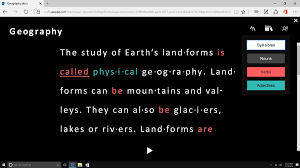 Geography
The study of Earth's land·forms is
called phys·i·cal ge·og·ra·phy. Land·
forms can be moun·tains and val·
leys. They can al·so be glac·i·ers,
lakes or riv·ers. Land·forms are
Syllables
Nouns
Verbs
Adjectives